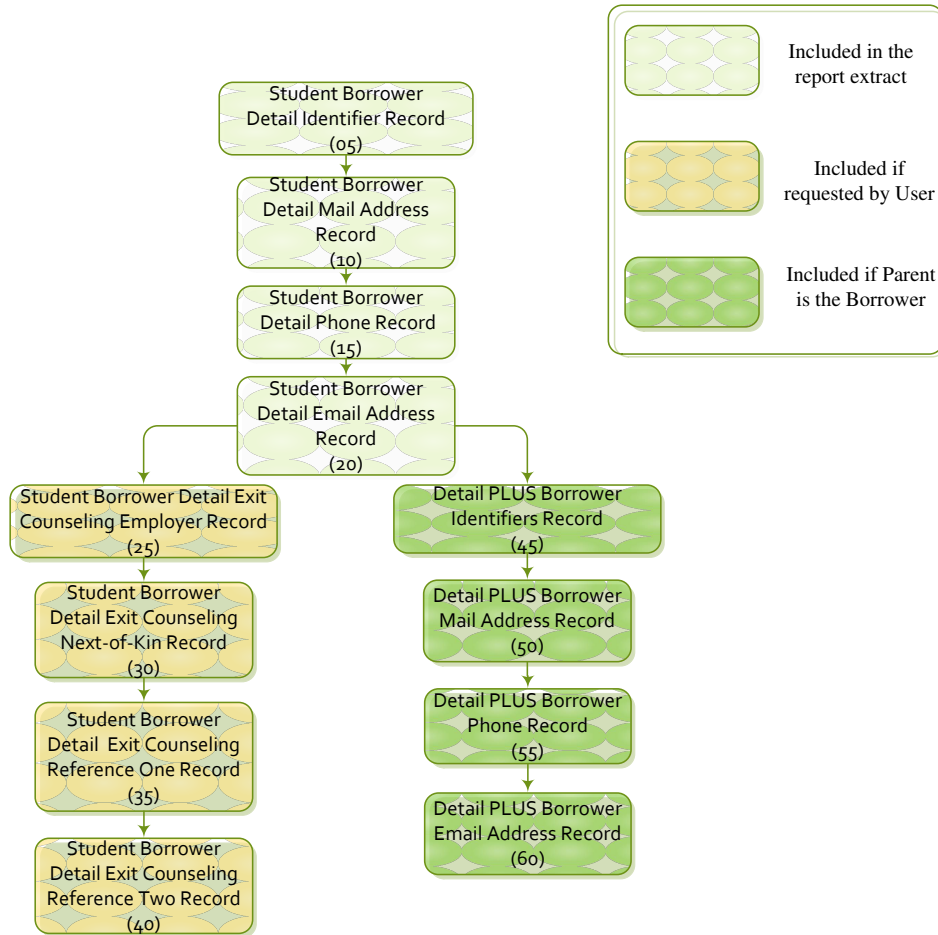 Student Borrower
Detail Identifier Record
(05)
Student Borrower
Detail Mail Address
Record
(10)
Student Borrower
Detail Phone Record
(15)
Student Borrower
Detail Email Address
Record
(20)
Student Borrower Detail Exit
Counseling Employer Record
(25)
Student Borrower
Detail Exit Counseling
Next-of-Kin Record
(30)
Student Borrower
Detail Exit Counseling
Reference One Record
(35)
Student Borrower
Detail Exit Counseling
Reference Two Record
(40)
Detail PLUS Borrower
Identifiers Record
(45)
Detail PLUS Borrower
Mail Address Record
(50)
Detail PLUS Borrower
Phone Record
(55)
Detail PLUS Borrower
Email Address Record
(60)
Included in the
report extract
Included if
requested by User
Included if Parent
is the Borrower